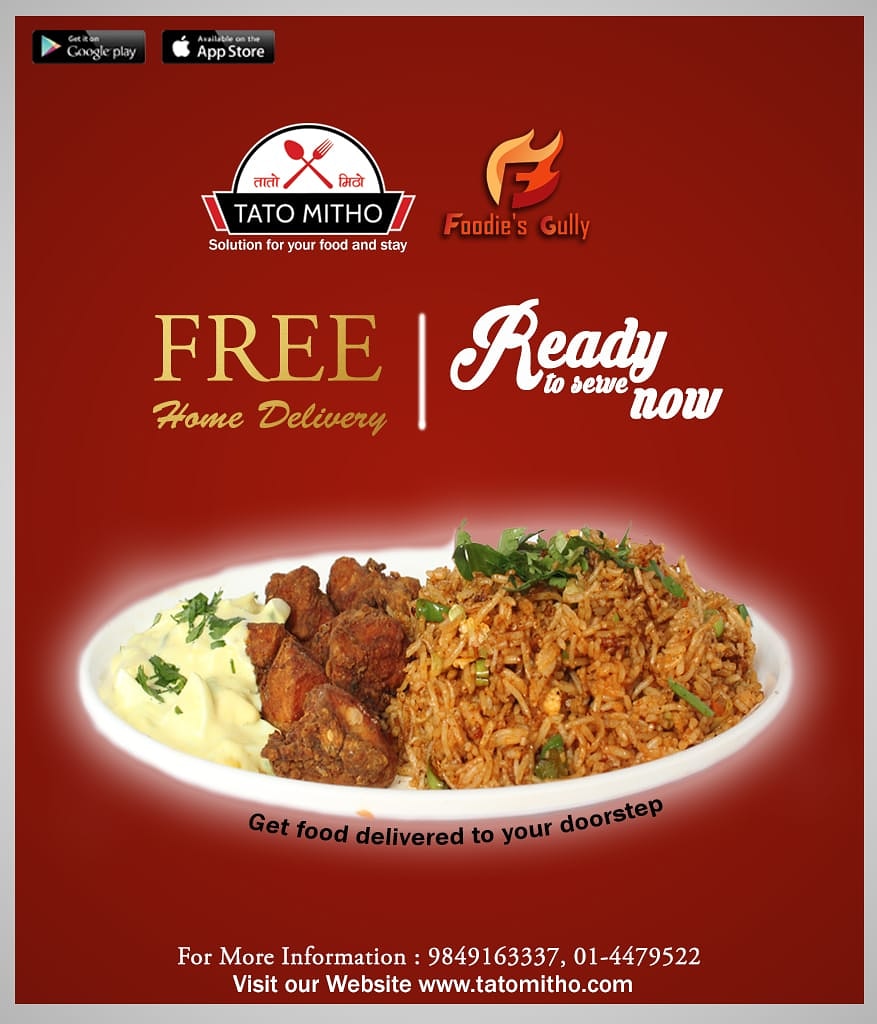 Get it on
Google play
Available on the
App Store
तातो मिठो
TATO MITHO
Solution for your food and stay
Foodie's Gully
FREE
Home Delivery
Ready
to serve
now
Get food delivered to your doorstep
For More Information : 9849163337, 01-4479522
Visit our Website www.tatomitho.com